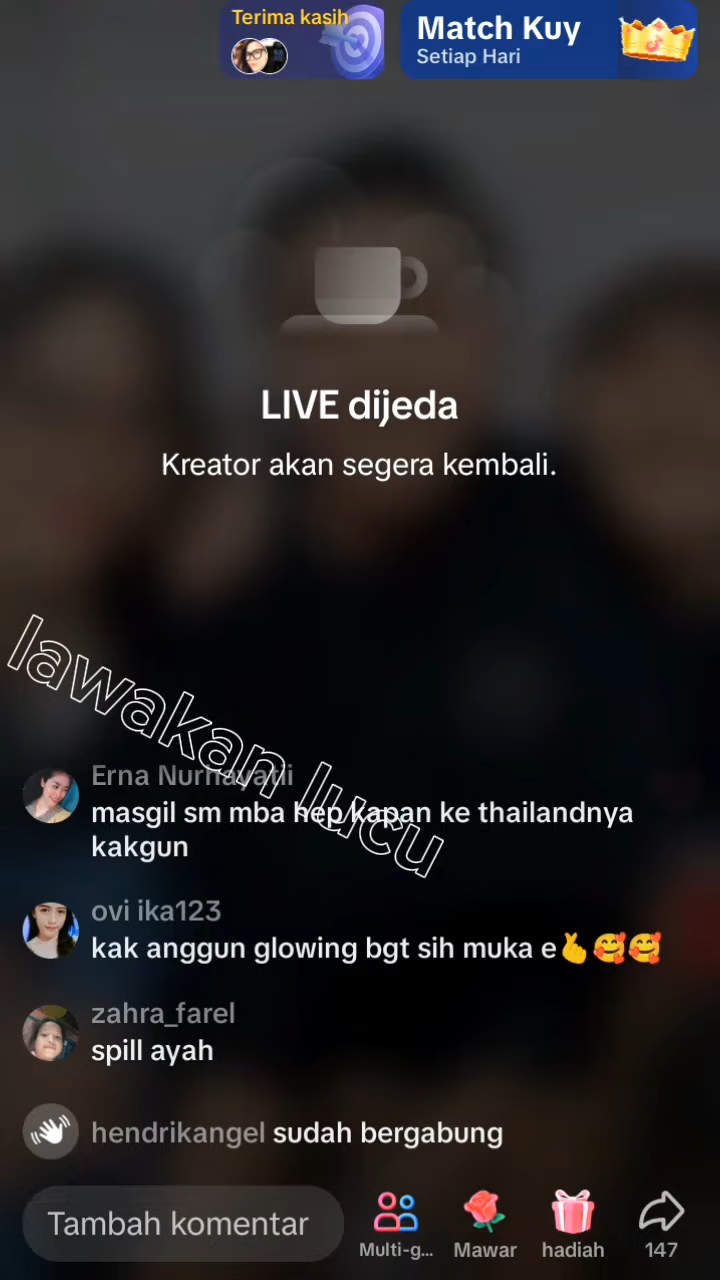 Terima kasih
Match Kuy
Setiap Hari
LIVE dijeda
Kreator akan segera kembali.
lawakan lucu
Erna Nurhayatii
masgil sm mba hep kapan ke thailandnya
kakgun
ovi ika123
kak anggun glowing bgt sih muka e🫰🥰🥰
zahra_farel
spill ayah
hendrikangel sudah bergabung
Tambah komentar
Multi-g...
Mawar
hadiah
147